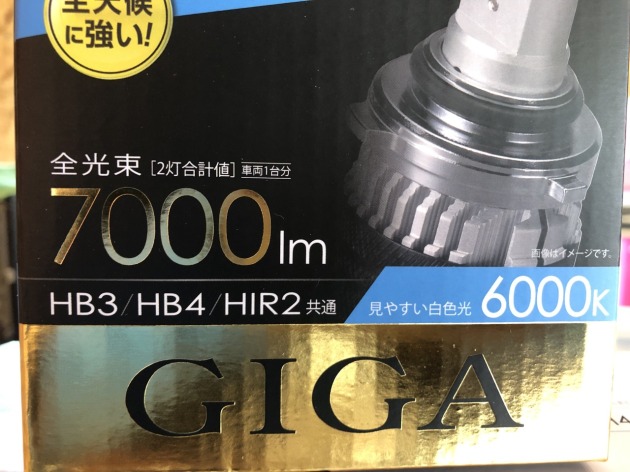 全天候
に強い!
全光束 [2灯合計値] 車両1台分
7000lm
画像はイメージです。
HB3/HB4/HIR2 共通
見やすい白色光 6000K
GIGA